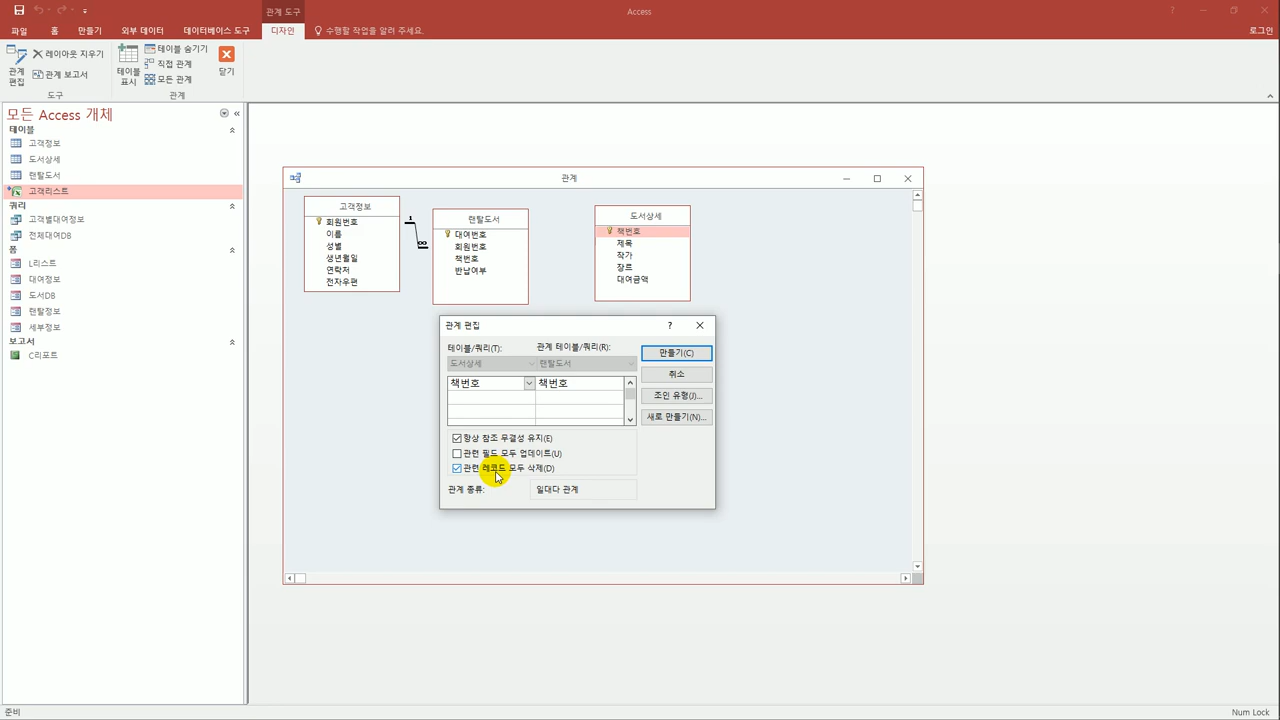 관계 도구
Access
파일
홈
만들기
외부 데이터
데이터베이스 도구
디자인
수행할 작업을 알려 주세요.
로그인
관계
편집
레이아웃 지우기
관계 보고서
도구
테이블
표시
테이블 숨기기
직접 관계
모든 관계
관계
닫기
모든 Access 개체
테이블
고객정보
도서상세
랜탈도서
고객리스트
쿼리
고객별대여정보
전체대여DB
폼
L리스트
대여정보
도서DB
랜탈정보
세부정보
보고서
C리포트
관계
고객정보
회원번호
이름
성별
생년월일
연락처
전자우편
1
∞
랜탈도서
대여번호
회원번호
책번호
반납여부
도서상세
책번호
제목
작가
장르
대여금액
관계 편집
?
테이블/쿼리(T):
관계 테이블/쿼리(R):
도서상세
랜탈도서
책번호
책번호
만들기(C)
취소
조인 유형(J)...
새로 만들기(N)...
항상 참조 무결성 유지(E)
관련 필드 모두 업데이트(U)
관련 레코드 모두 삭제(D)
관계 종류:
일대다 관계
준비
Num Lock